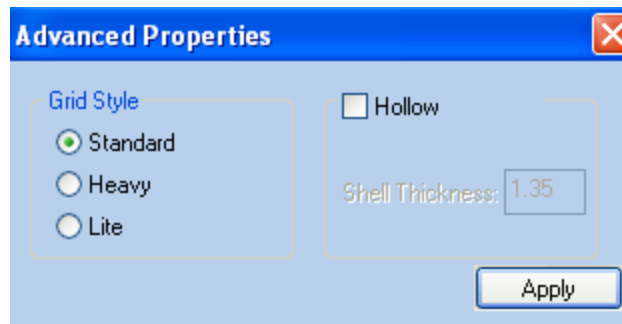 Advanced Properties
Grid Style
Standard
Heavy
Lite
Hollow
Shell Thickness: 1.35
Apply